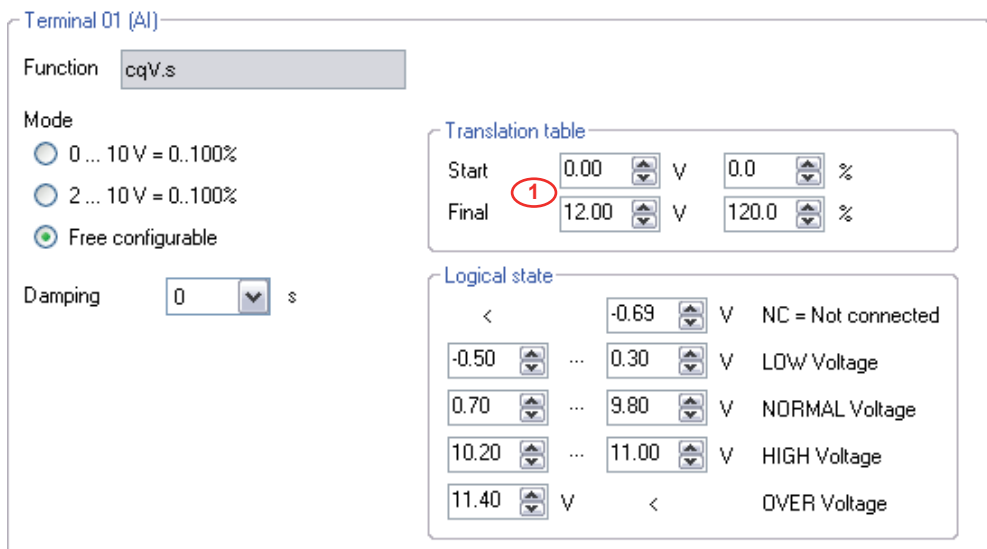 Terminal 01 (AI)
Function cqV.s
Mode
0 ... 10 V = 0..100%
2 ... 10 V = 0..100%
Free configurable
Damping 0 s
Translation table
Start 0.00 V 0.0 %
1
Final 12.00 V 120.0 %
Logical state
< -0.69 V NC = Not connected
-0.50 ... 0.30 V LOW Voltage
0.70 ... 9.80 V NORMAL Voltage
10.20 ... 11.00 V HIGH Voltage
11.40 V < OVER Voltage